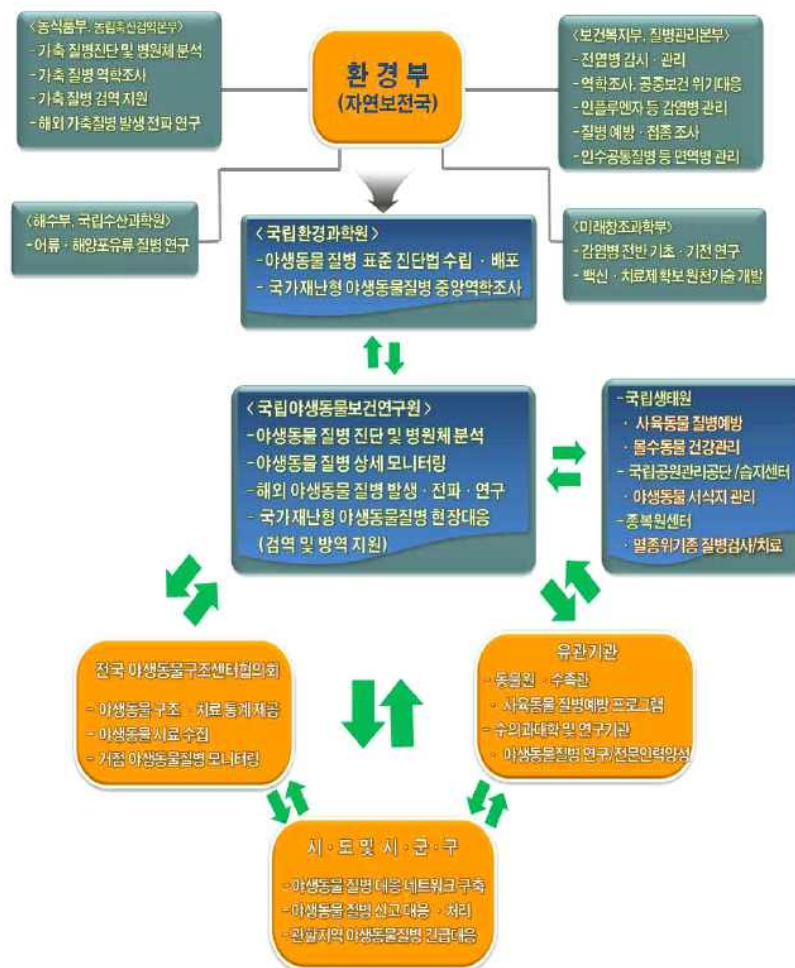 <농식품부, 농림축산검역본부>
- 가축 질병진단 및 병원체 분석
- 가축 질병 역학조사
- 가축 질병 검역 지원
- 해외 가축질병 발생 전파 연구
환경부
(자연보전국)
<보건복지부, 질병관리본부>
- 전염병 감시 · 관리
- 역학조사, 공중보건 위기대응
- 인플루엔자 등 감염병 관리
- 질병 예방 · 접종 조사
- 인수공통질병 등 면역병 관리
<해수부, 국립수산과학원>
- 어류 · 해양포유류 질병 연구
<국립환경과학원>
-야생동물 질병 표준 진단법 수립 · 배포
- 국가재난형 야생동물질병 중앙역학조사
<미래창조과학부>
- 감염병 전반 기초 · 기전 연구
- 백신 · 치료제 확보 원천기술 개발
<국립야생동물보건연구원>
-야생동물 질병 진단 및 병원체 분석
-야생동물 질병 상세 모니터링
-해외 야생동물 질병 발생 · 전파 · 연구
-국가재난형 야생동물질병 현장대응
(검역 및 방역 지원)
-국립생태원
· 사육동물 질병예방
· 몰수동물 건강관리
-국립공원관리공단/습지센터
· 야생동물 서식지 관리
-종복원센터
· 멸종위기종 질병검사/치료
전국 야생동물구조센터협의회
- 야생동물 구조 · 치료 통계 제공
- 야생동물 시료 수집
- 거점 야생동물질병 모니터링
유관기관
- 동물원 · 수족관
· 사육동물 질병예방 프로그램
- 수의과대학 및 연구기관
· 야생동물질병 연구/전문인력양성
시 · 도 및 시 · 군 · 구
-야생동물 질병 대응 네트워크 구축
-야생동물 질병 신고 대응 · 처리
-관할지역 야생동물질병 긴급대응